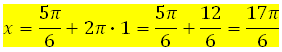 x = 5π/6 + 2π · 1 = 5π/6 + 12/6 = 17π/6